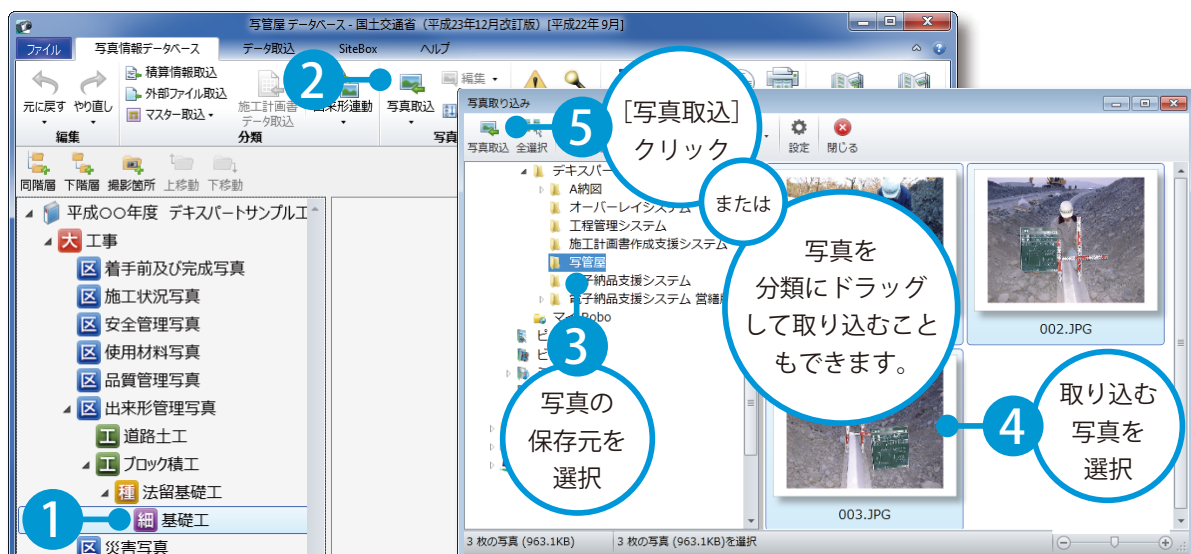 写管屋 データベース - 国土交通省（平成23年12月改訂版）[平成22年 9月]
ファイル 写真情報データベース データ取込 SiteBox ヘルプ
元に戻す やり直し
編集
積算情報取込
外部ファイル取込
マスター取込
施工計画書
データ取込
分類
2
出来形連動
写真取込
編集
写真
同階層 下階層 撮影箇所 上移動 下移動
平成○○年度 デキスパートサンプル工
大 工事
区 着手前及び完成写真
区 施工状況写真
区 安全管理写真
区 使用材料写真
区 品質管理写真
区 出来形管理写真
工 道路土工
工 ブロック積工
種 法留基礎工
1
細 基礎工
区 災害写真
写真取り込み
写真取込 全選択
5
［写真取込］
クリック
設定 閉じる
または
写真を
分類にドラッグ
して取り込むこと
もできます。
デキスパー
A納図
オーバーレイシステム
工程管理システム
施工計画書作成支援システム
写管屋
電子納品支援システム
電子納品支援システム 営繕
マイ Bobo
3
写真の
保存元を
選択
002.JPG
003.JPG
4
取り込む
写真を
選択
3 枚の写真 (963.1KB) 3 枚の写真 (963.1KB)を選択